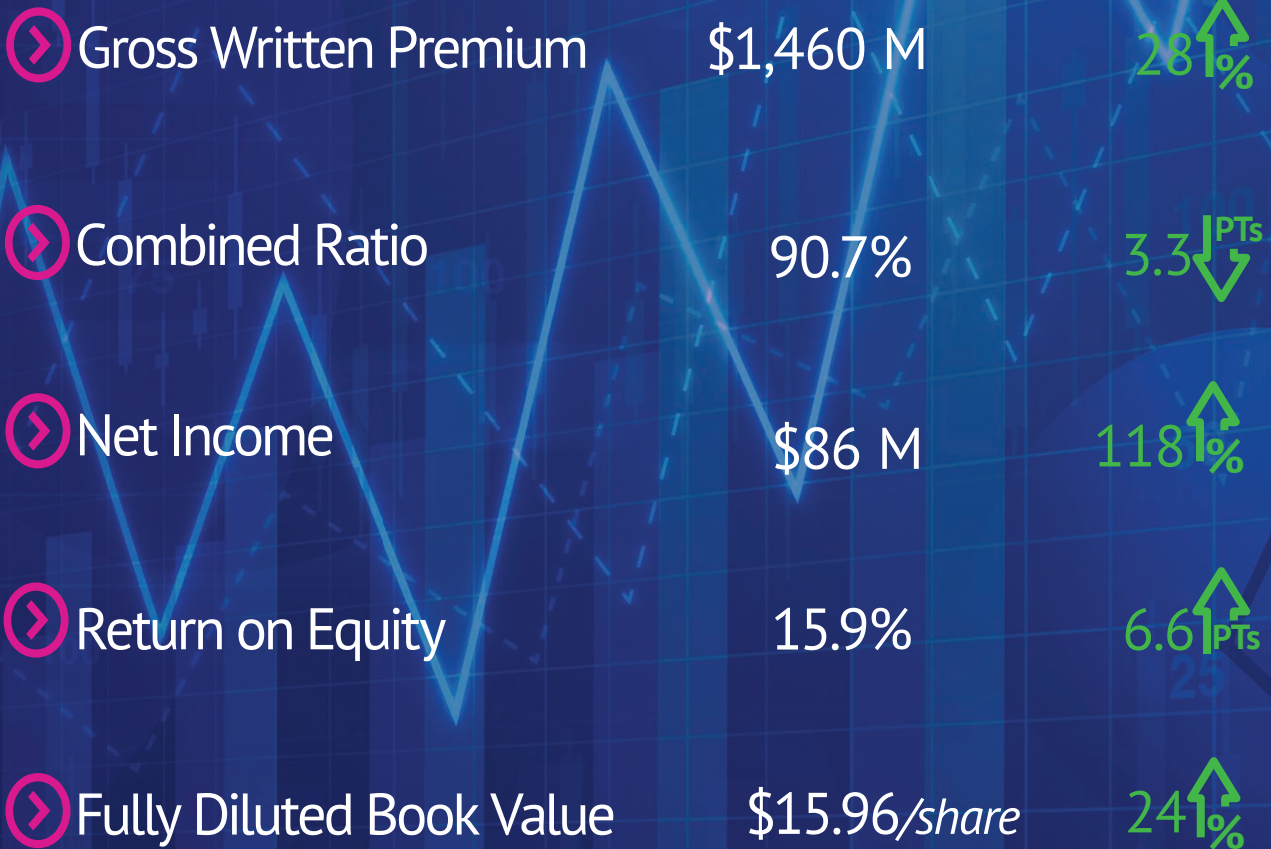 Gross Written Premium $1,460 M 28%
Combined Ratio 90.7% 3.3 PTs
Net Income $86 M 118%
Return on Equity 15.9% 6.6 PTs
25
Fully Diluted Book Value $15.96/share 24%